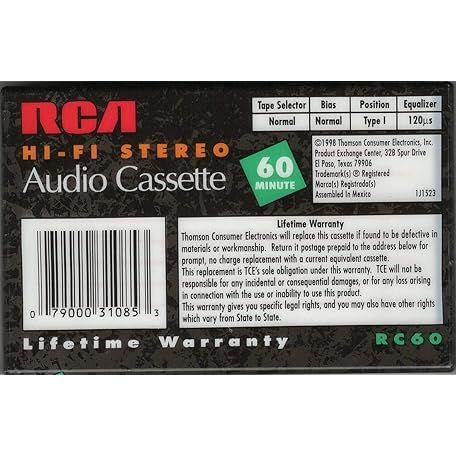 RCA
HI-FI STEREO
Audio Cassette
60
MINUTE
Tape Selector Bias Position Equalizer
Normal Normal Type I 120µs
©1998 Thomson Consumer Electronics, Inc.
Product Exchange Center, 32B Spur Drive
El Paso, Texas 79906
Trademark(s) ® Registered
Marca(s) Registrada(s)
Assembled In Mexico 1J1523
Lifetime Warranty
Thomson Consumer Electronics will replace this cassette if found to be defective in
materials or workmanship. Return it postage prepaid to the address below for
prompt, no charge replacement with a current equivalent cassette.
This replacement is TCE's sole obligation under this warranty. TCE will not be
responsible for any incidental or consequential damages, or for any loss arising
in connection with the use or inability to use this product.
This warranty gives you specific legal rights, and you may also have other rights
which vary from State to State.
0 79000 31085 3
Lifetime Warranty
RC60